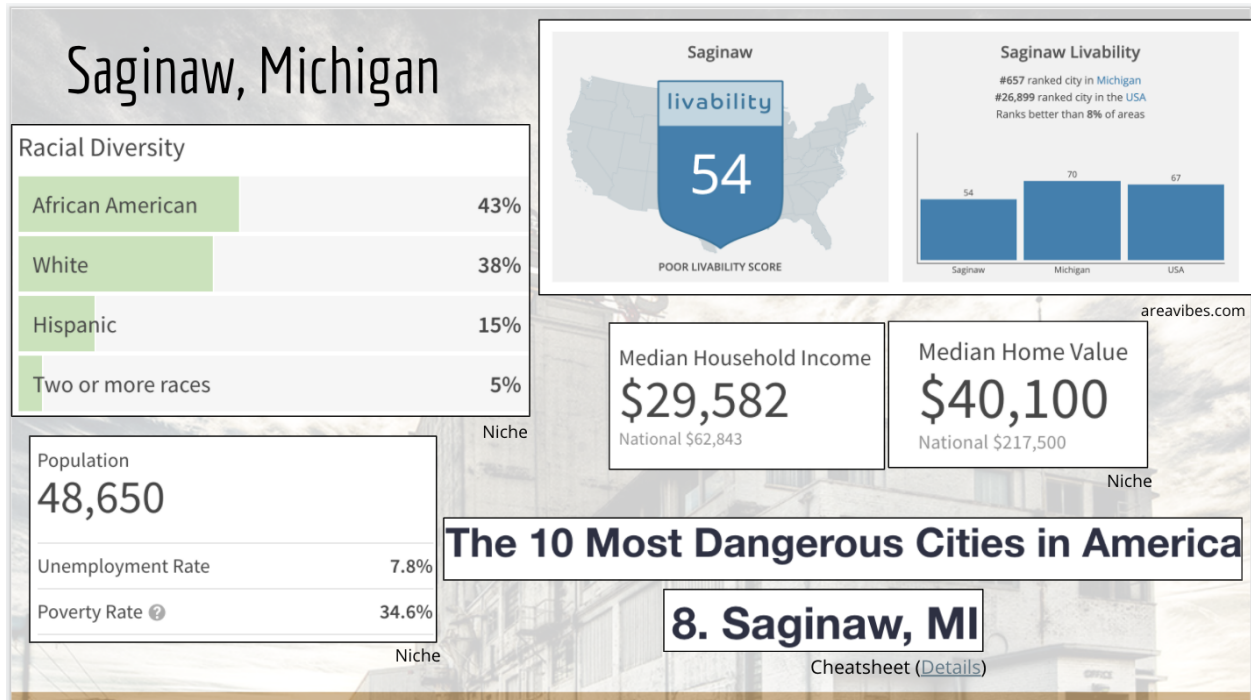 Saginaw, Michigan
Racial Diversity
African American 43%
White 38%
Hispanic 15%
Two or more races 5%
Niche
Population
48,650
Unemployment Rate 7.8%
Poverty Rate ? 34.6%
Niche
Saginaw
livability
54
POOR LIVABILITY SCORE
Saginaw Livability
#657 ranked city in Michigan
#26,899 ranked city in the USA
Ranks better than 8% of areas
54 70 67
Saginaw Michigan USA
areavibes.com
Median Household Income
$29,582
National $62,843
Median Home Value
$40,100
National $217,500
Niche
The 10 Most Dangerous Cities in America
8. Saginaw, MI
Cheatsheet (Details)
OFFICE